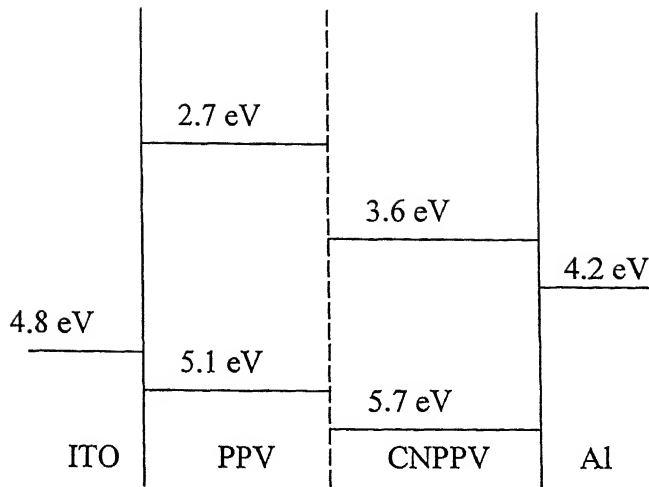 2.7 eV
3.6 eV
4.2 eV
4.8 eV
5.1 eV
5.7 eV
ITO PPV CNPPV Al